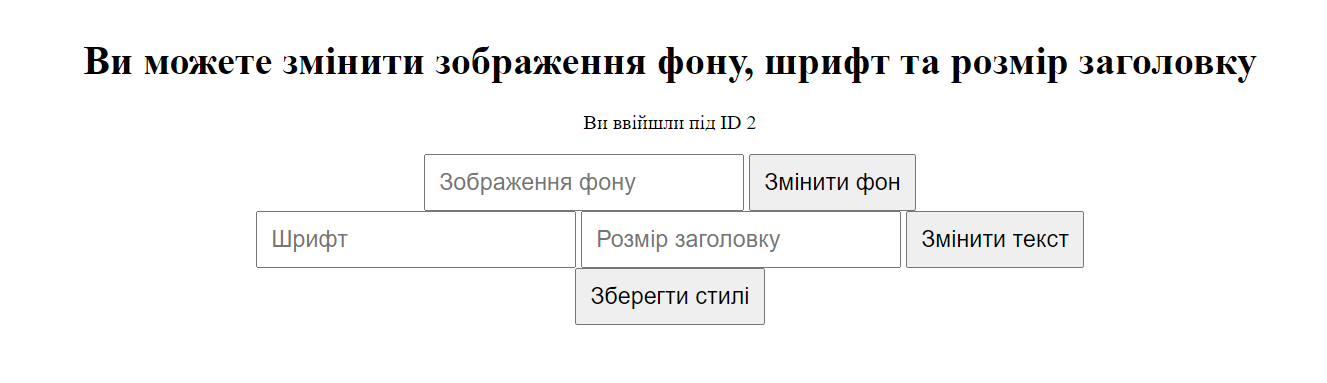 Ви можете змінити зображення фону, шрифт та розмір заголовку
Ви ввійшли під ID 2
Зображення фону Змінити фон
Шрифт Розмір заголовку Змінити текст
Зберегти стилі